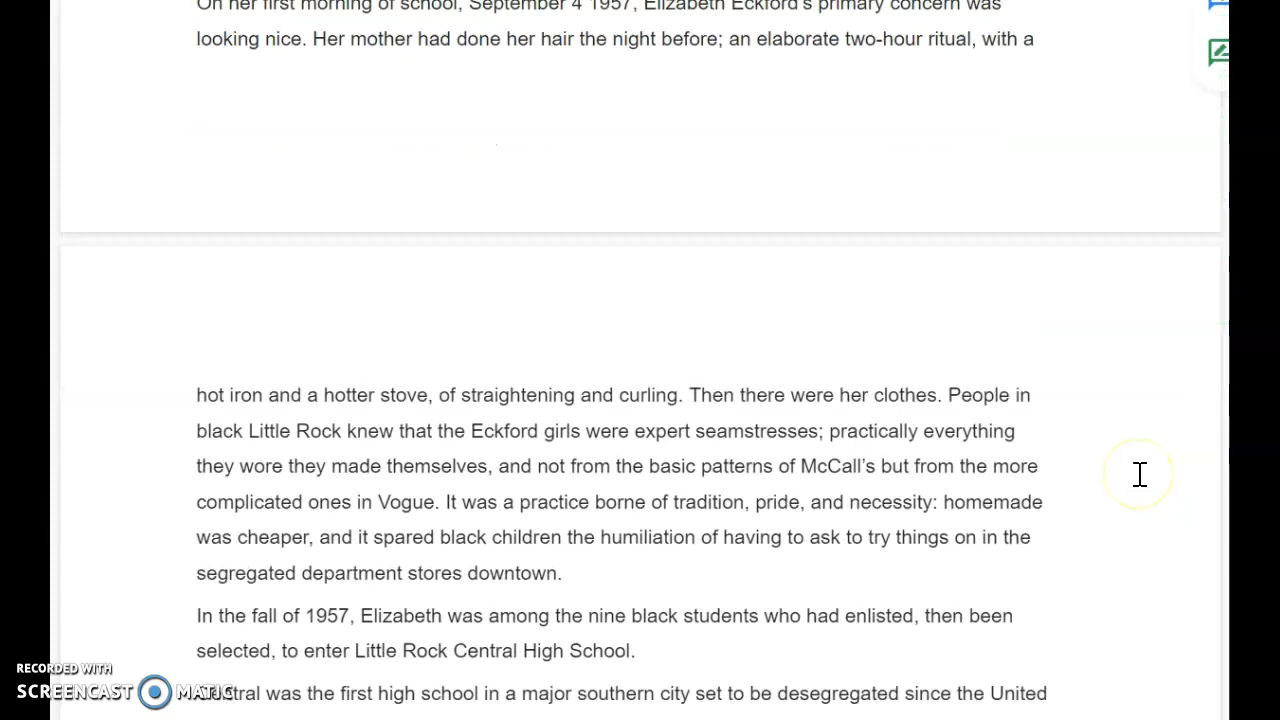 On her first morning of school, September 4 1957, Elizabeth Eckford's primary concern was
looking nice. Her mother had done her hair the night before; an elaborate two-hour ritual, with a
hot iron and a hotter stove, of straightening and curling. Then there were her clothes. People in
black Little Rock knew that the Eckford girls were expert seamstresses; practically everything
they wore they made themselves, and not from the basic patterns of McCall’s but from the more
complicated ones in Vogue. It was a practice borne of tradition, pride, and necessity: homemade
was cheaper, and it spared black children the humiliation of having to ask to try things on in the
segregated department stores downtown.
In the fall of 1957, Elizabeth was among the nine black students who had enlisted, then been
selected, to enter Little Rock Central High School.
Central was the first high school in a major southern city set to be desegregated since the United
RECORDED WITH
SCREENCAST MATIC